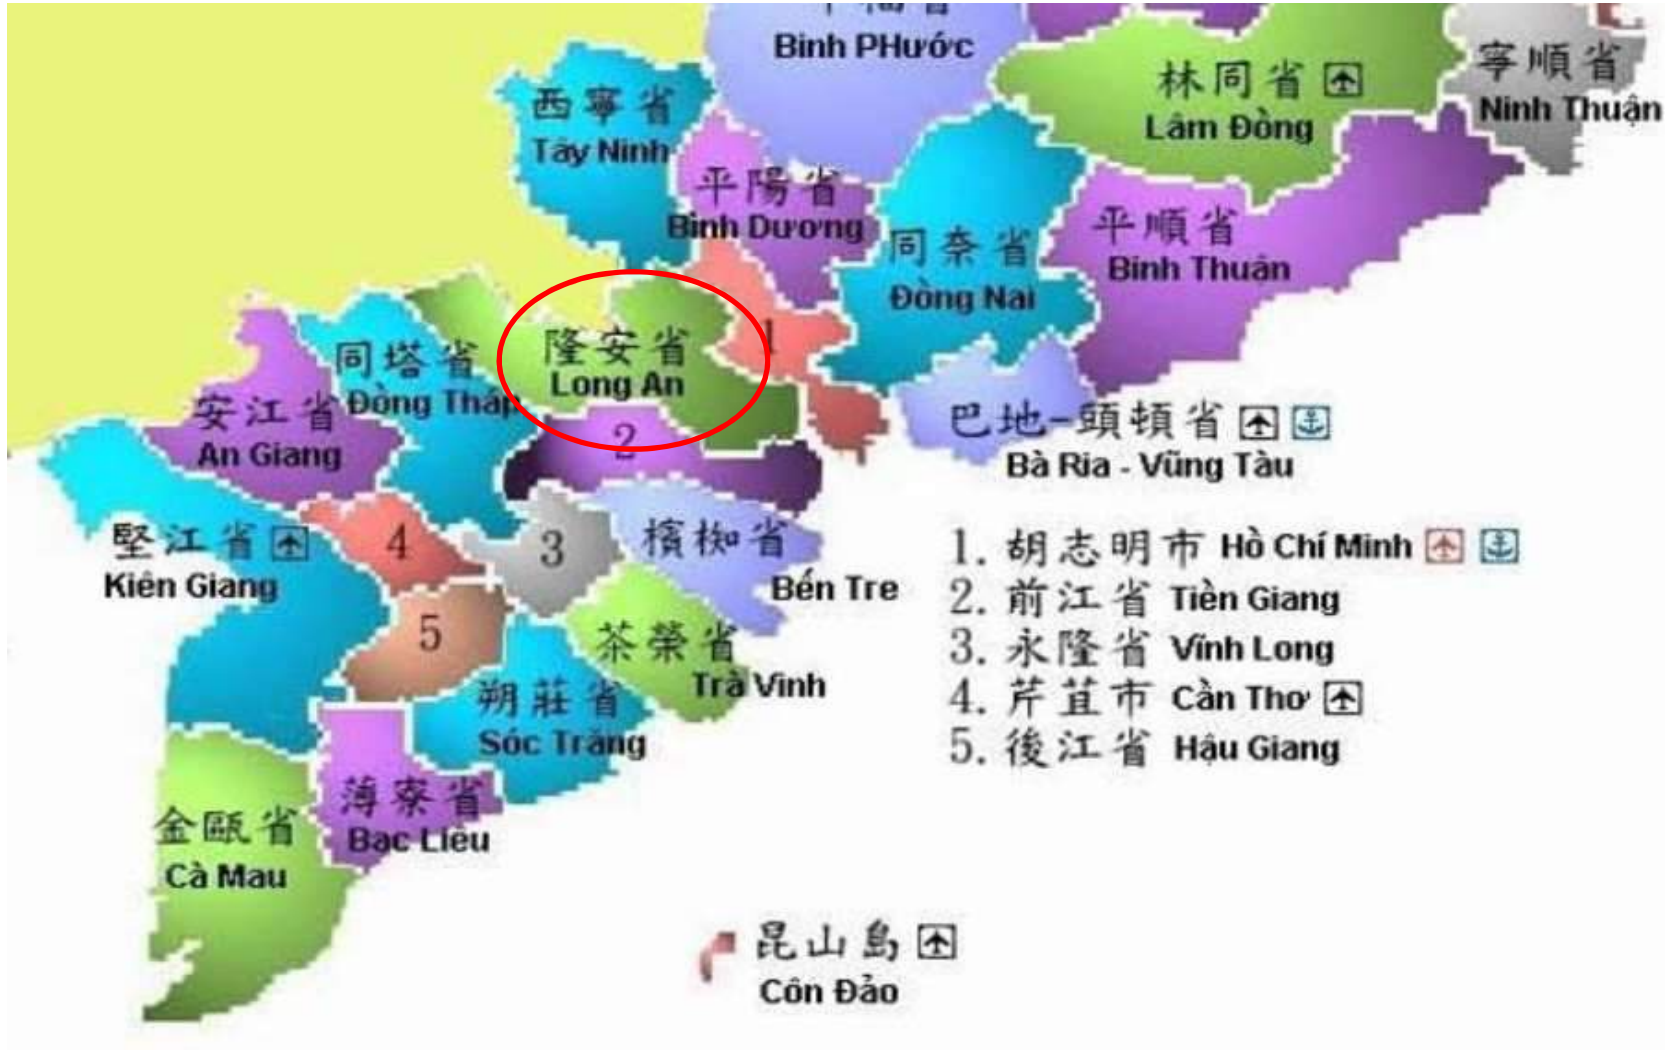 Binh PHước
林同省
Lâm Đồng
寧順省
Ninh Thuận
西寧省
Tây Ninh
平陽省
Bình Dương
同奈省
Đồng Nai
平順省
Binh Thuận
隆安省
Long An
1
同塔省
Đồng Tháp
安江省
An Giang
2
巴地-頭頓省
Bà Rịa - Vũng Tàu
堅江省
Kiên Giang
4
3
檳椥省
Bến Tre
5
茶榮省
Trà Vinh
朔莊省
Sóc Trăng
薄寮省
Bạc Liêu
金甌省
Cà Mau
1. 胡志明市 Hồ Chí Minh
2. 前江省 Tiền Giang
3. 永隆省 Vĩnh Long
4. 芹苴市 Cần Thơ
5. 後江省 Hậu Giang
昆山島
Côn Đảo